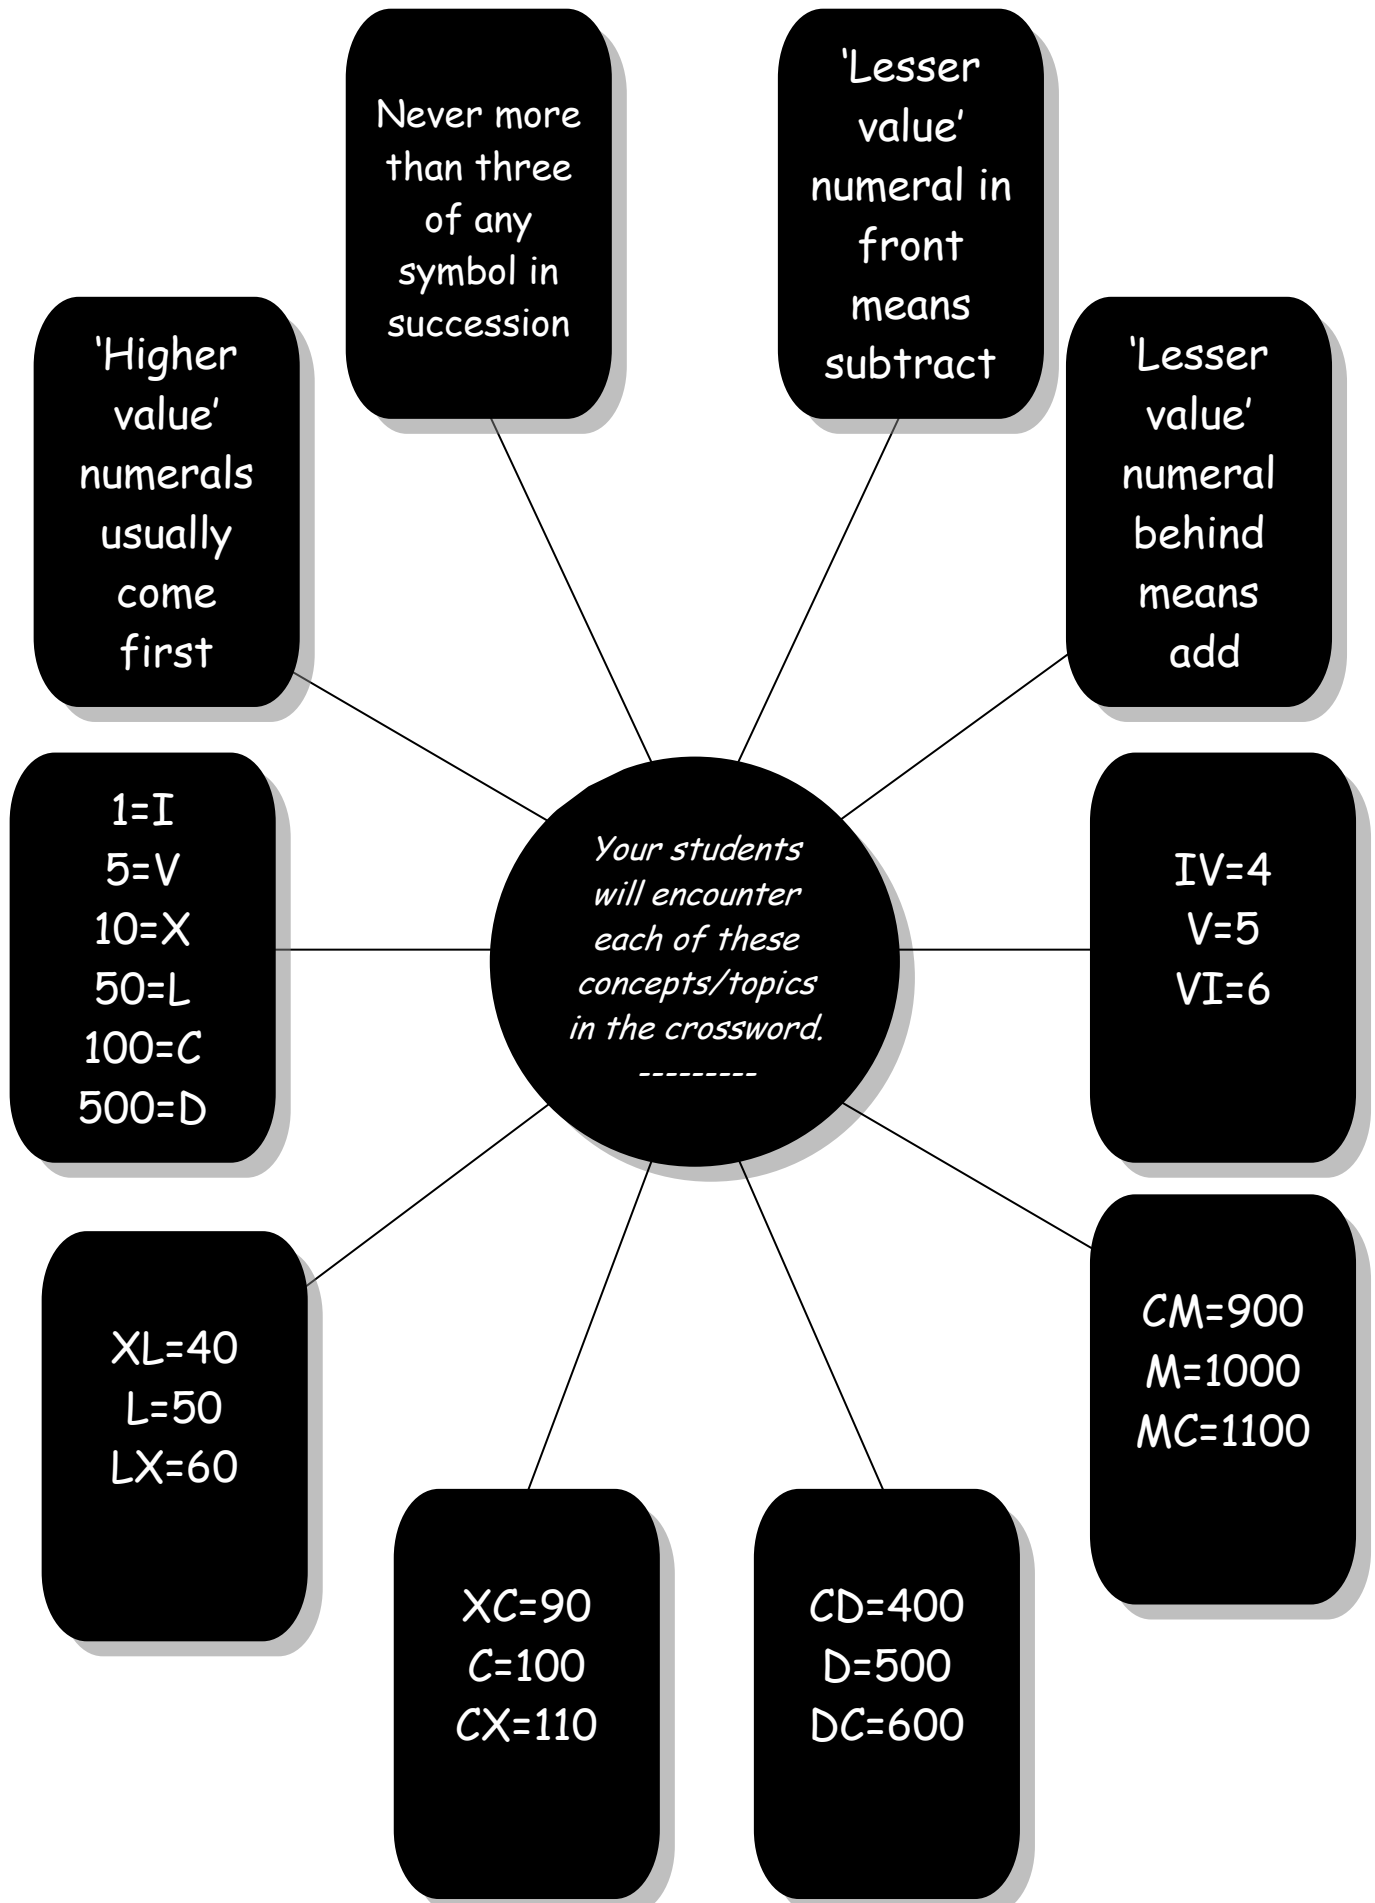 Never more
than three
of any
symbol in
succession
‘Lesser
value’
numeral in
front
means
subtract
‘Higher
value’
numerals
usually
come
first
‘Lesser
value’
numeral
behind
means
add
1=I
5=V
10=X
50=L
100=C
500=D
Your students
will encounter
each of these
concepts/topics
in the crossword.
---------
IV=4
V=5
VI=6
XL=40
L=50
LX=60
CM=900
M=1000
MC=1100
XC=90
C=100
CX=110
CD=400
D=500
DC=600